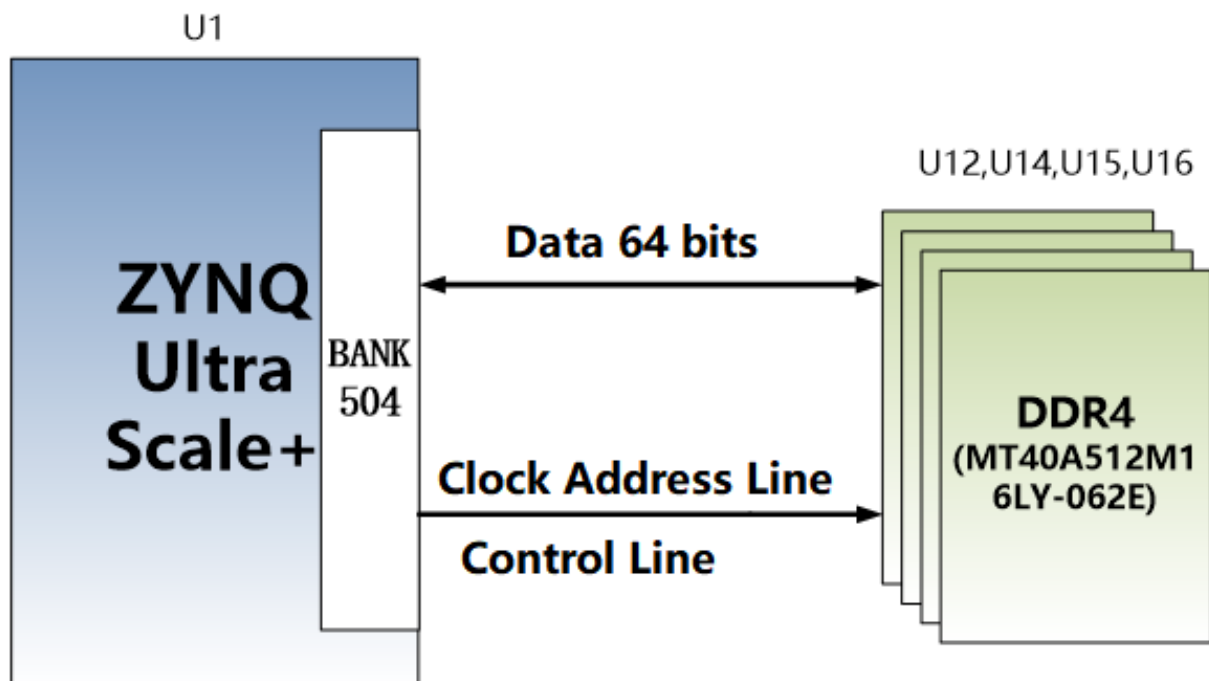 U1
U12,U14,U15,U16
Data 64 bits
ZYNQ
Ultra
Scale+
BANK
504
DDR4
(MT40A512M1
6LY-062E)
Clock Address Line
Control Line